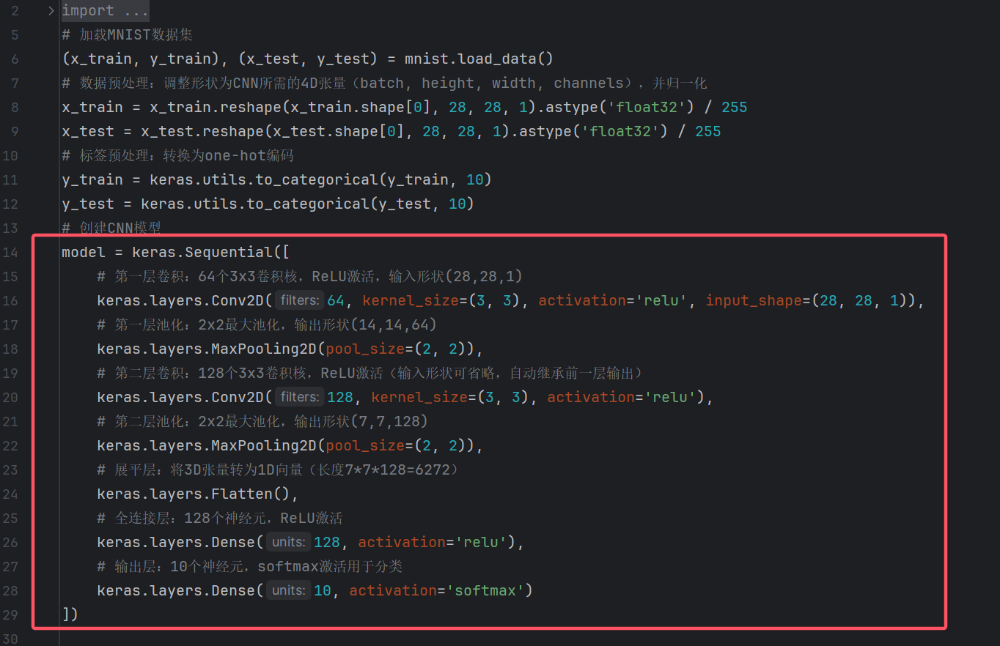 2 import ...
5 # 加载MNIST数据集
6 (x_train, y_train), (x_test, y_test) = mnist.load_data()
7 # 数据预处理：调整形状为CNN所需的4D张量（batch, height, width, channels），并归一化
8 x_train = x_train.reshape(x_train.shape[0], 28, 28, 1).astype('float32') / 255
9 x_test = x_test.reshape(x_test.shape[0], 28, 28, 1).astype('float32') / 255
10 # 标签预处理：转换为one-hot编码
11 y_train = keras.utils.to_categorical(y_train, 10)
12 y_test = keras.utils.to_categorical(y_test, 10)
13 # 创建CNN模型
14 model = keras.Sequential([
15 # 第一层卷积：64个3x3卷积核，ReLU激活，输入形状(28,28,1)
16 keras.layers.Conv2D( filters: 64, kernel_size=(3, 3), activation='relu', input_shape=(28, 28, 1)),
17 # 第一层池化：2x2最大池化，输出形状(14,14,64)
18 keras.layers.MaxPooling2D(pool_size=(2, 2)),
19 # 第二层卷积：128个3x3卷积核，ReLU激活（输入形状可省略，自动继承前一层输出）
20 keras.layers.Conv2D( filters: 128, kernel_size=(3, 3), activation='relu'),
21 # 第二层池化：2x2最大池化，输出形状(7,7,128)
22 keras.layers.MaxPooling2D(pool_size=(2, 2)),
23 # 展平层：将3D张量转为1D向量（长度7*7*128=6272）
24 keras.layers.Flatten(),
25 # 全连接层：128个神经元，ReLU激活
26 keras.layers.Dense( units: 128, activation='relu'),
27 # 输出层：10个神经元，softmax激活用于分类
28 keras.layers.Dense( units: 10, activation='softmax')
29 ])
30